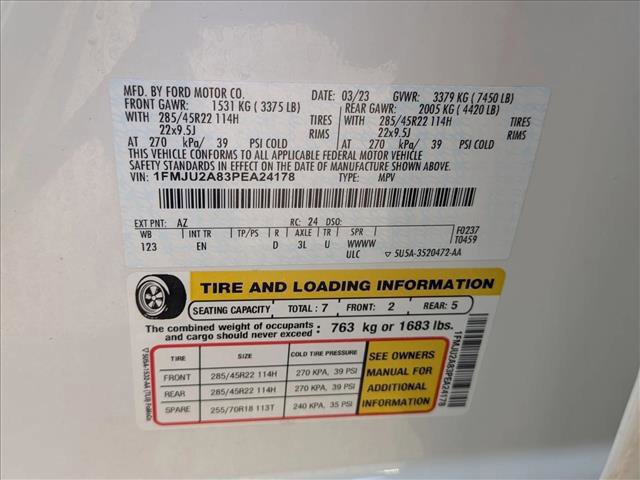 MFD. BY FORD MOTOR CO. DATE: 03/23 GVWR: 3379 KG (7450 LB)
FRONT GAWR: 1531 KG (3375 LB) REAR GAWR: 2005 KG (4420 LB)
WITH 285/45R22 114H TIRES WITH 285/45R22 114H TIRES
22x9.5J RIMS 22x9.5J RIMS
AT 270 kPa/ 39 PSI COLD AT 270 kPa/ 39 PSI COLD
THIS VEHICLE CONFORMS TO ALL APPLICABLE FEDERAL MOTOR VEHICLE
SAFETY STANDARDS IN EFFECT ON THE DATE OF MANUFACTURE SHOWN ABOVE.
VIN: 1FMJU2A83PEA24178 TYPE: MPV
EXT PNT: AZ RC: 24 DSO:
WB INT TR TP/PS R AXLE TR SPR F0237
123 EN D 3L U WWWW T0459
ULC 5U5A-3520472-AA
TIRE AND LOADING INFORMATION
SEATING CAPACITY TOTAL: 7 FRONT: 2 REAR: 5
The combined weight of occupants and cargo should never exceed: 763 kg or 1683 lbs.
TIRE SIZE COLD TIRE PRESSURE
FRONT 285/45R22 114H 270 KPA, 39 PSI
REAR 285/45R22 114H 270 KPA, 39 PSI
SPARE 255/70R18 113T 240 KPA, 35 PSI
SEE OWNERS
MANUAL FOR
ADDITIONAL
INFORMATION
1FMJU2A83PEA24178